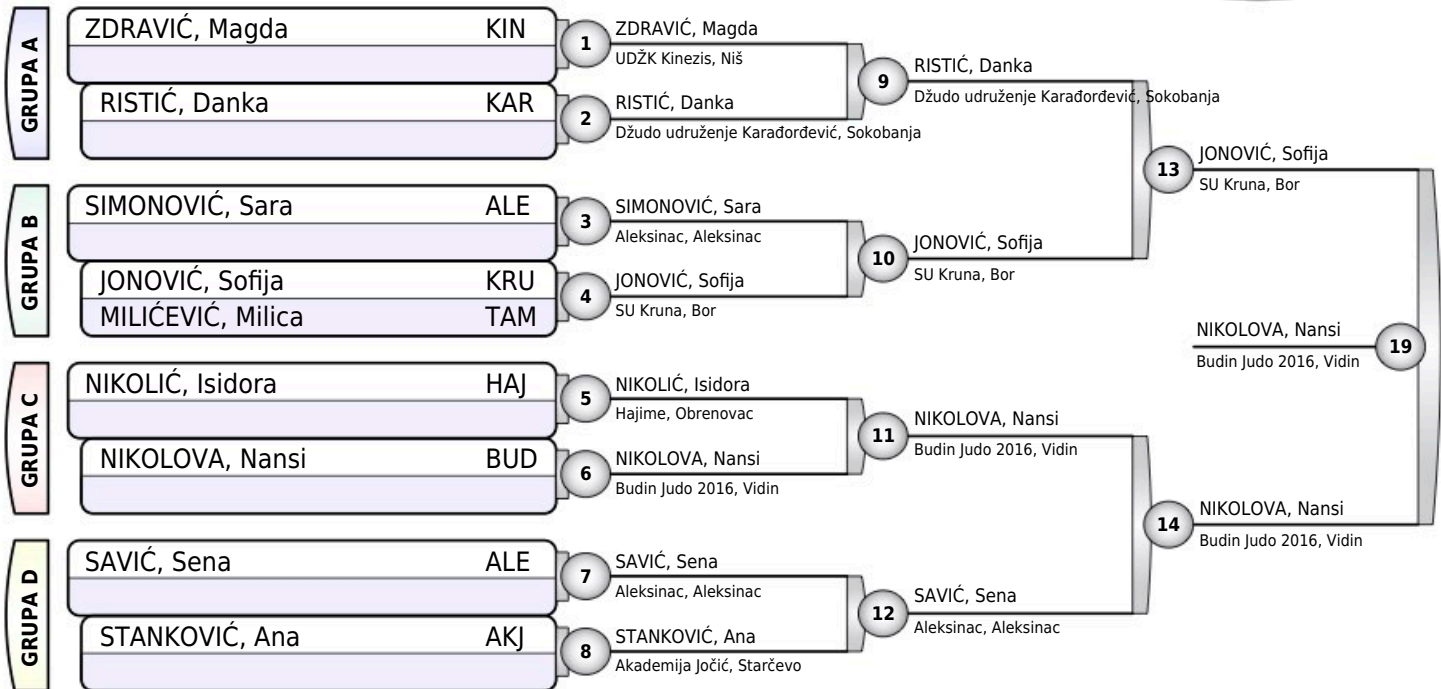 GRUPA A
ZDRAVIĆ, Magda KIN
RISTIĆ, Danka KAR
GRUPA B
SIMONOVIĆ, Sara ALE
JONOVIĆ, Sofija KRU
MILIĆEVIĆ, Milica TAM
GRUPA C
NIKOLIĆ, Isidora HAJ
NIKOLOVA, Nansi BUD
GRUPA D
SAVIĆ, Sena ALE
STANKOVIĆ, Ana AKJ
1
ZDRAVIĆ, Magda
UDŽK Kinezis, Niš
2
RISTIĆ, Danka
Džudo udruženje Karađorđević, Sokobanja
3
SIMONOVIĆ, Sara
Aleksinac, Aleksinac
4
JONOVIĆ, Sofija
SU Kruna, Bor
5
NIKOLIĆ, Isidora
Hajime, Obrenovac
6
NIKOLOVA, Nansi
Budin Judo 2016, Vidin
7
SAVIĆ, Sena
Aleksinac, Aleksinac
8
STANKOVIĆ, Ana
Akademija Jočić, Starčevo
9
RISTIĆ, Danka
Džudo udruženje Karađorđević, Sokobanja
10
JONOVIĆ, Sofija
SU Kruna, Bor
11
NIKOLOVA, Nansi
Budin Judo 2016, Vidin
12
SAVIĆ, Sena
Aleksinac, Aleksinac
13
JONOVIĆ, Sofija
SU Kruna, Bor
14
NIKOLOVA, Nansi
Budin Judo 2016, Vidin
NIKOLOVA, Nansi
Budin Judo 2016, Vidin
19